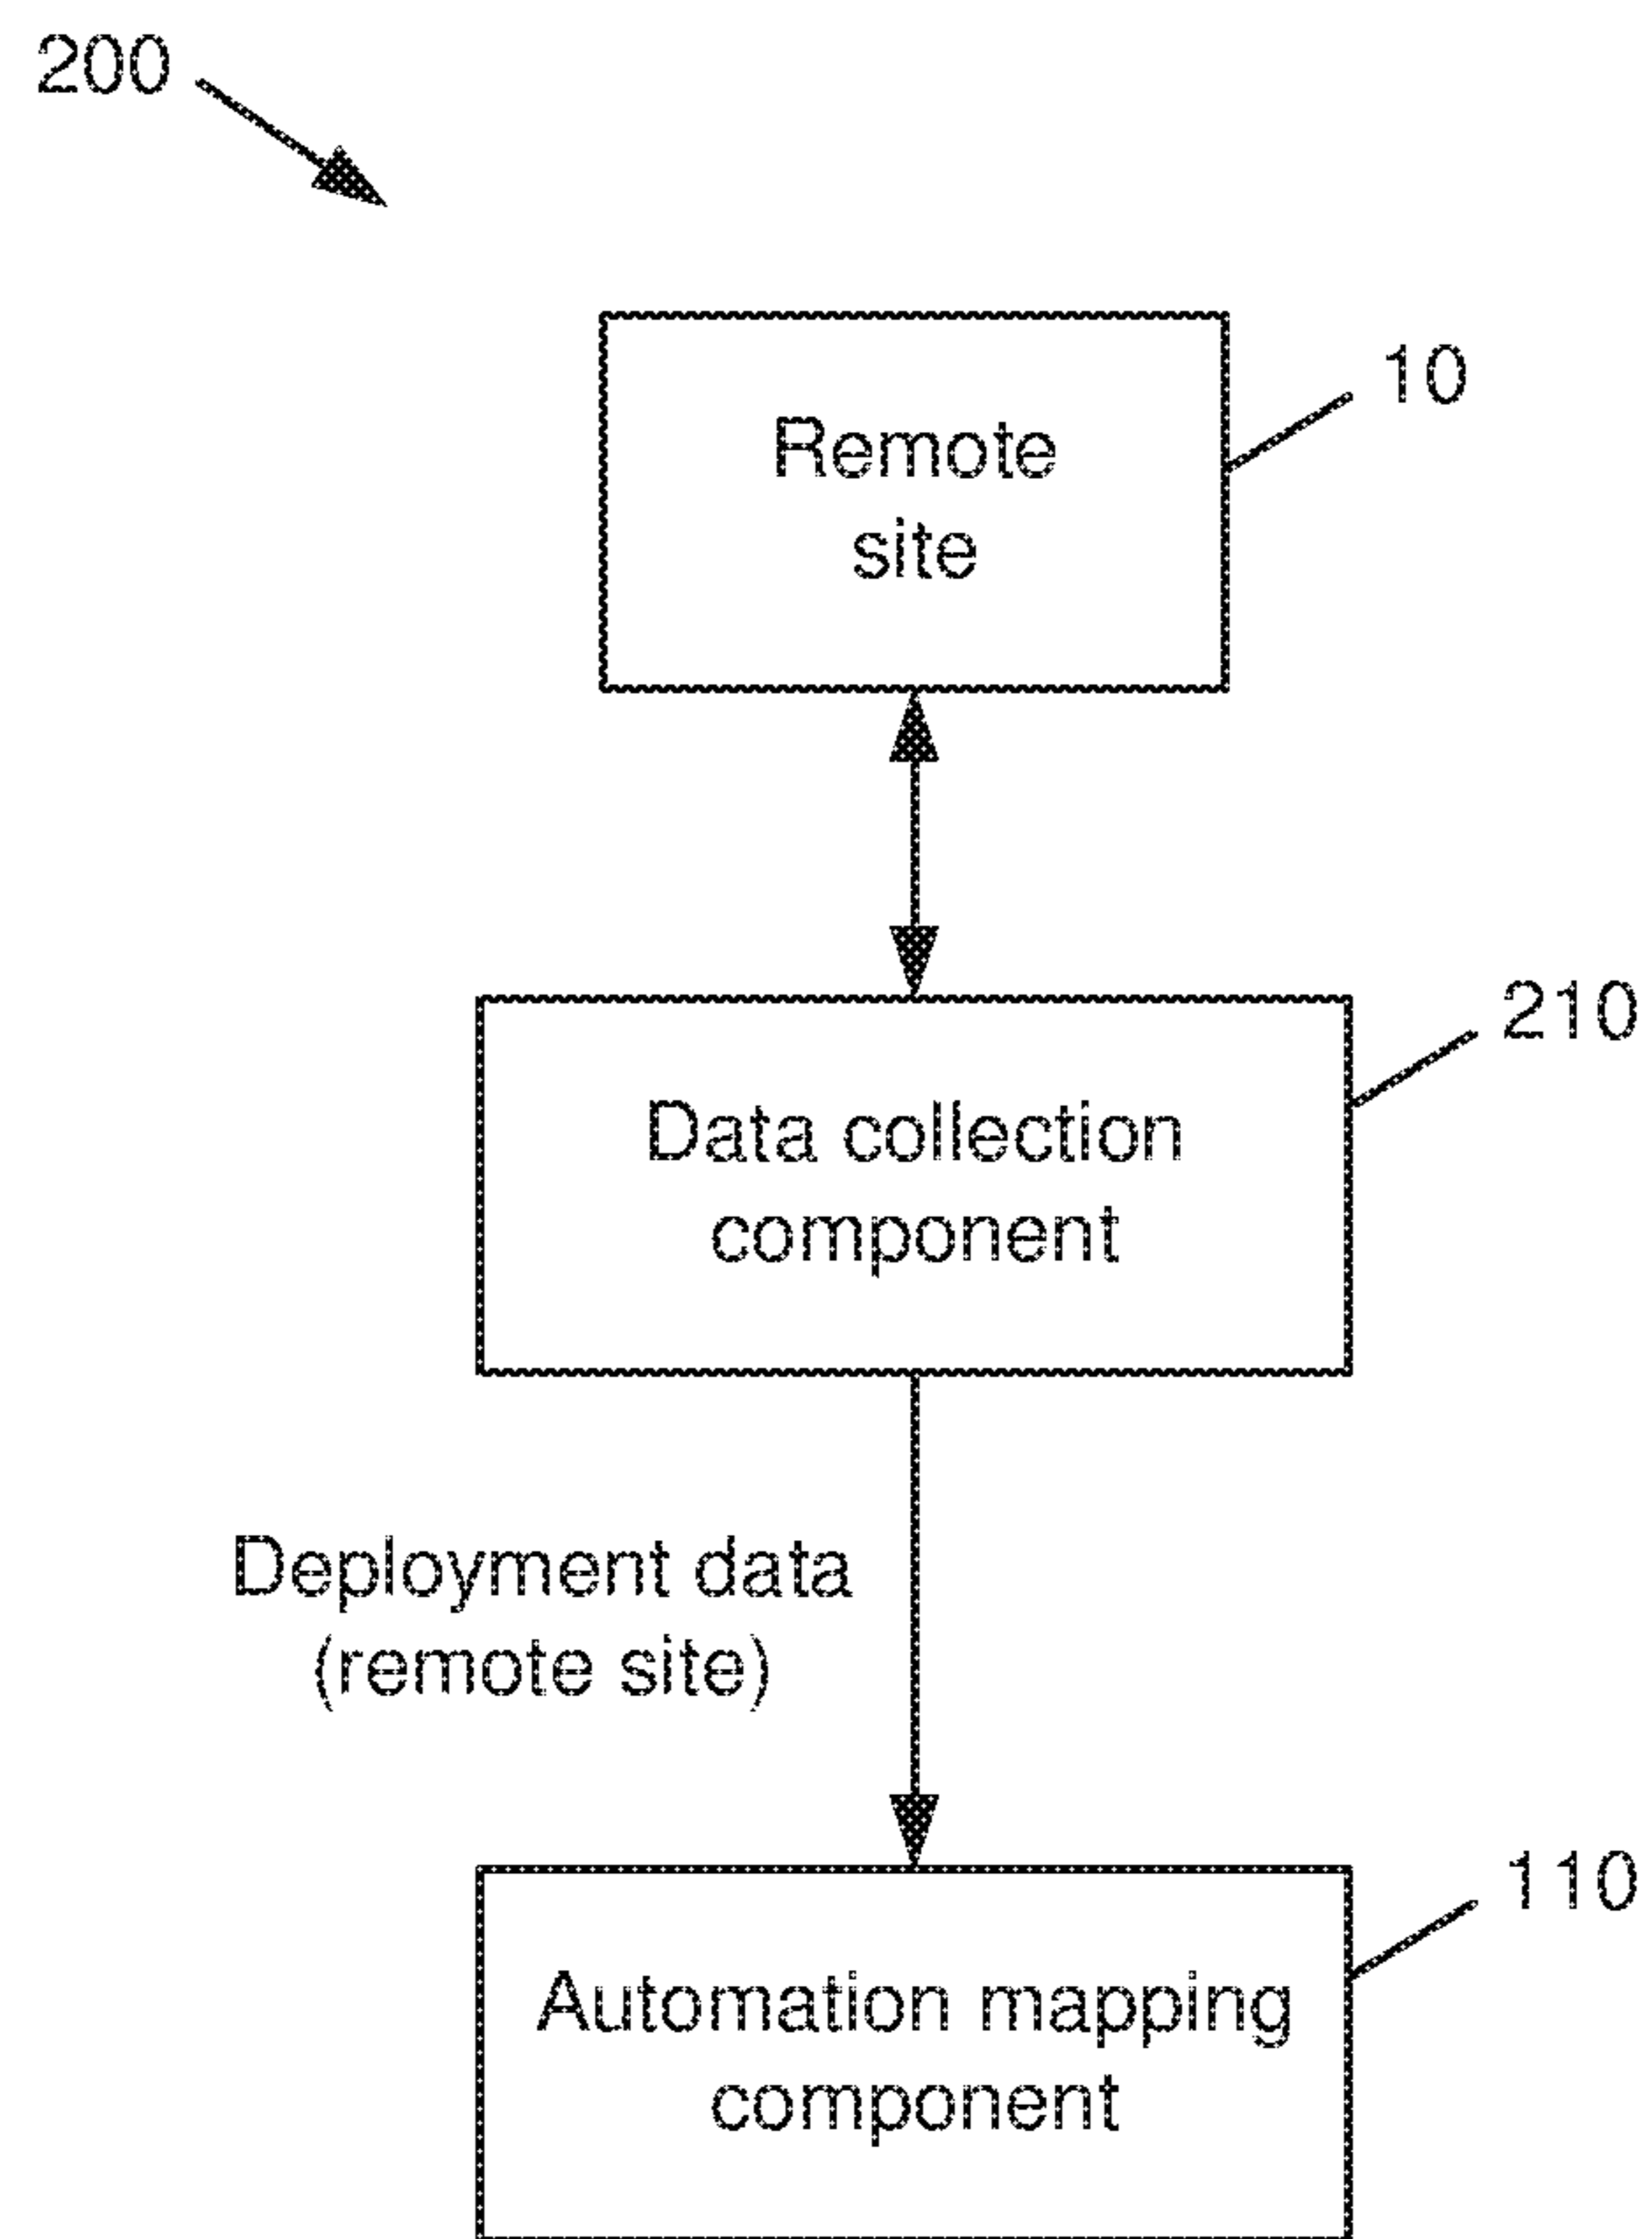 200
10
Remote
site
210
Data collection
component
Deployment data
(remote site)
110
Automation mapping
component